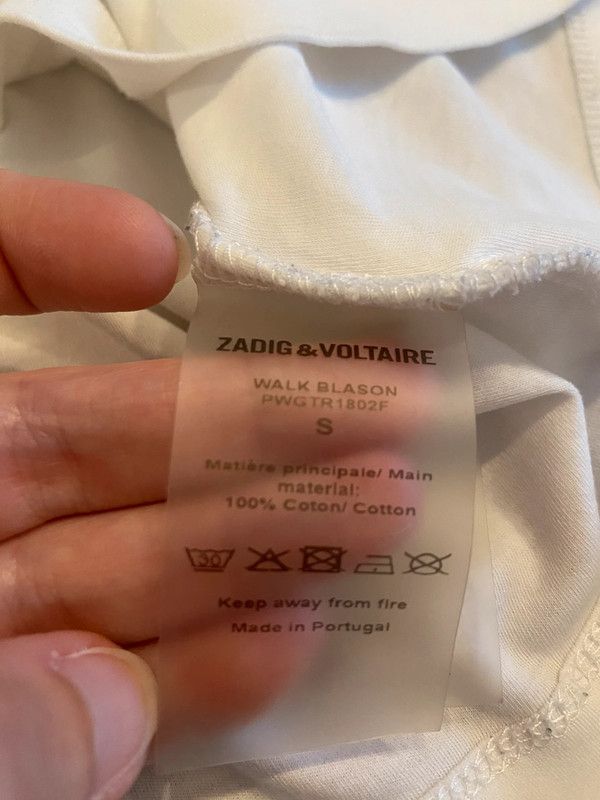 ZADIG & VOLTAIRE
WALK BLASON
PWGTR1802F
S
Matière principale/ Main
material:
100% Coton/ Cotton
30
Keep away from fire
Made in Portugal